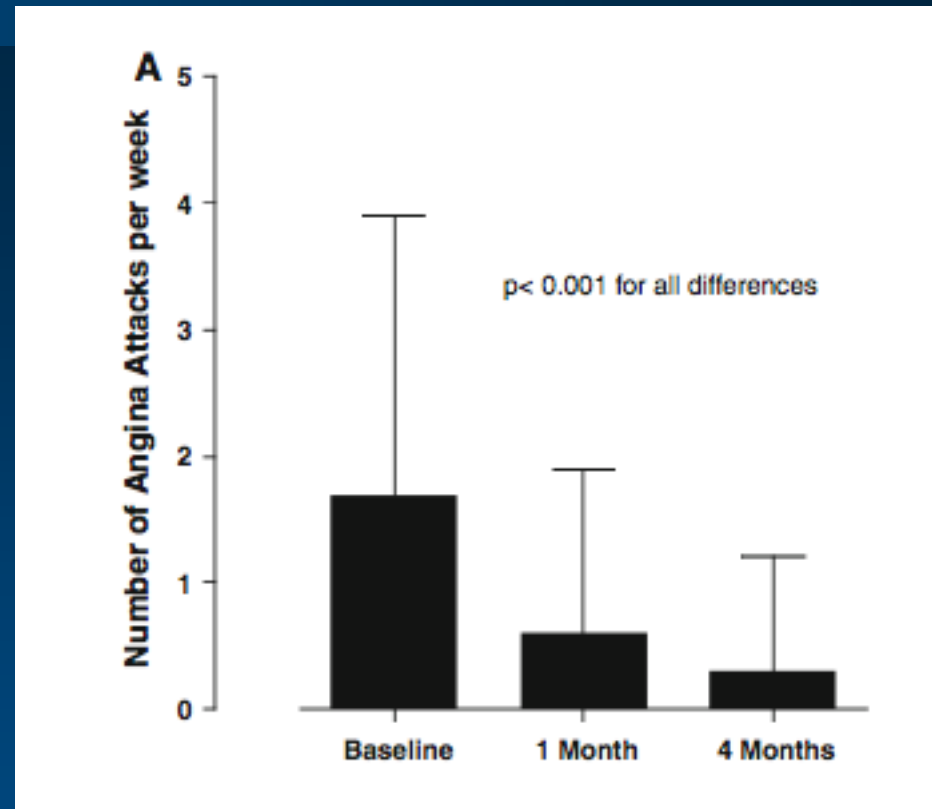 A
5
Number of Angina Attacks per week
4
p< 0.001 for all differences
3
2
1
0
Baseline 1 Month 4 Months